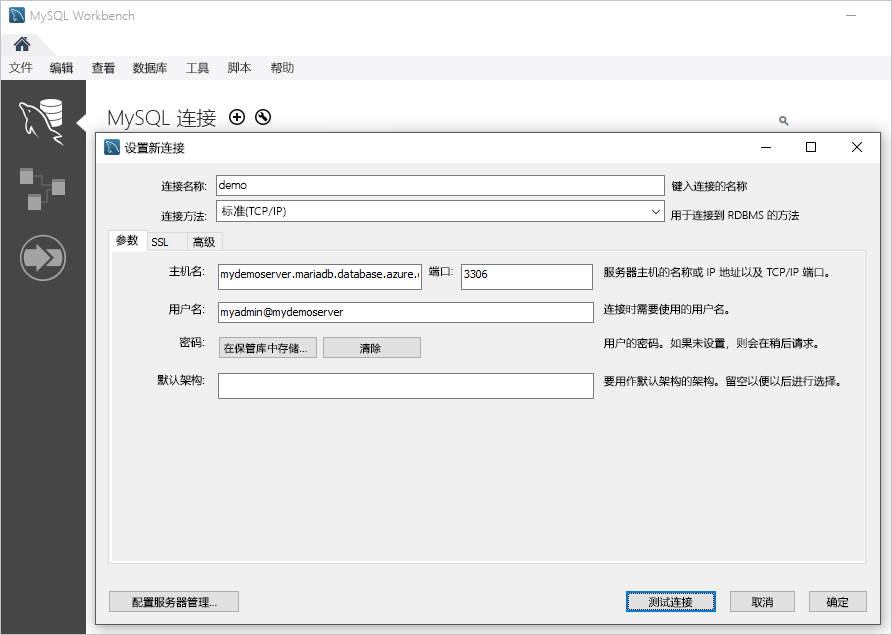 MySQL Workbench
文件 编辑 查看 数据库 工具 脚本 帮助
MySQL 连接
设置新连接
连接名称: demo 键入连接的名称
连接方法: 标准(TCP/IP) 用于连接到 RDBMS 的方法
参数 SSL 高级
主机名: mydemoserver.mariadb.database.azure. 端口: 3306 服务器主机的名称或 IP 地址以及 TCP/IP 端口。
用户名: myadmin@mydemoserver 连接时需要使用的用户名。
密码: 在保管库中存储... 清除 用户的密码。如果未设置，则会在稍后请求。
默认架构: 要用作默认架构的架构。留空以便以后进行选择。
配置服务器管理... 测试连接 取消 确定